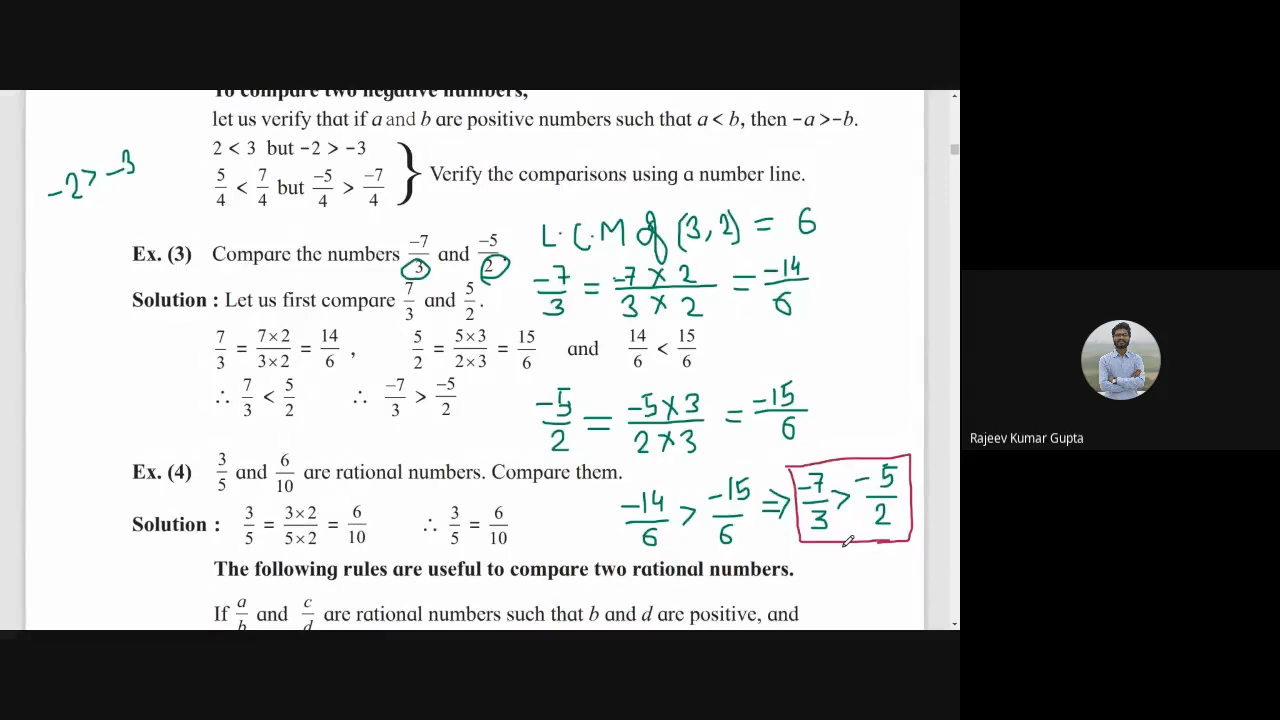 To compare two negative numbers,
let us verify that if a and b are positive numbers such that a < b, then −a >−b.
2 < 3 but -2 > -3
5/4 < 7/4 but -5/4 > -7/4 } Verify the comparisons using a number line.
-2 > -3
L.C.M of (3, 2) = 6
Ex. (3) Compare the numbers -7/3 and -5/2.
-7/3 = -7 × 2 / 3 × 2 = -14/6
Solution : Let us first compare 7/3 and 5/2.
7/3 = 7×2/3×2 = 14/6 , 5/2 = 5×3/2×3 = 15/6 and 14/6 < 15/6
∴ 7/3 < 5/2 ∴ -7/3 > -5/2
-5/2 = -5×3 / 2×3 = -15/6
Ex. (4) 3/5 and 6/10 are rational numbers. Compare them.
-14/6 > -15/6 ⇒ -7/3 > -5/2
Solution : 3/5 = 3×2/5×2 = 6/10 ∴ 3/5 = 6/10
The following rules are useful to compare two rational numbers.
If a/b and c/d are rational numbers such that b and d are positive, and
Rajeev Kumar Gupta